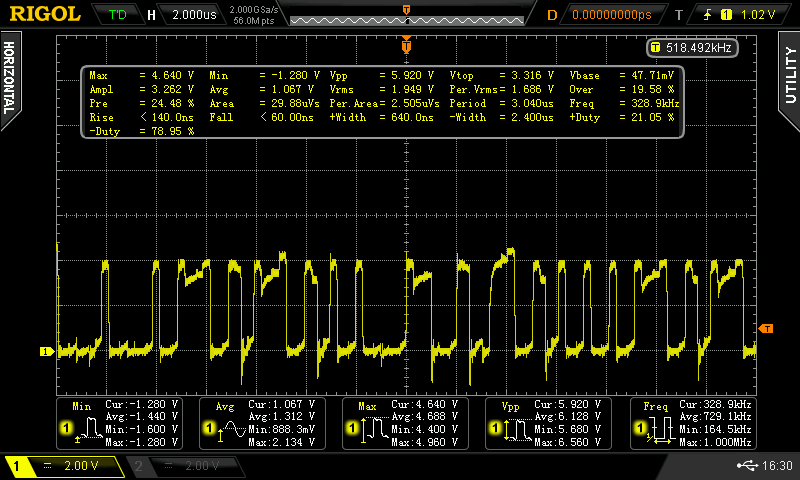 RIGOL T'D H 2.000us 2.000GSa/s 56.0M pts D 0.00000000ps T 1 1.02 V
HORIZONTAL
UTILITY
T
T 518.492kHz
Max = 4.640 V Min = -1.280 V Vpp = 5.920 V Vtop = 3.316 V Vbase = 47.71mV
Ampl = 3.262 V Avg = 1.067 V Vrms = 1.949 V Per.Vrms= 1.686 V Over = 19.58 %
Pre = 24.48 % Area = 29.88uVs Per.Area= 2.505uVs Period = 3.040us Freq = 328.9kHz
Rise < 140.0ns Fall < 60.00ns +Width = 640.0ns -Width = 2.400us +Duty = 21.05 %
-Duty = 78.95 %
T
1
Min Cur:-1.280 V
Avg:-1.440 V
1 Min:-1.600 V
Max:-1.280 V
Avg Cur:1.067 V
Avg:1.312 V
1 Min:888.3mV
Max:2.134 V
Max Cur:4.640 V
Avg:4.688 V
1 Min:4.400 V
Max:4.960 V
Vpp Cur:5.920 V
Avg:6.128 V
1 Min:5.680 V
Max:6.560 V
Freq Cur:328.9kHz
Avg:729.1kHz
1 Min:164.5kHz
Max:1.000MHz
1 2.00 V 2 2.00 V 16:30